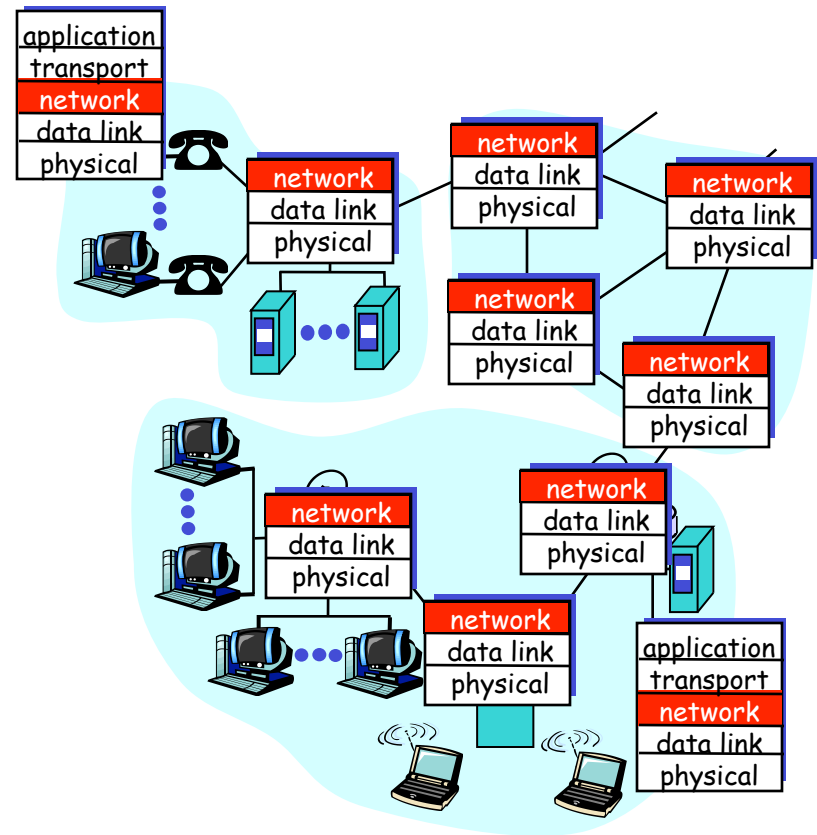 application
transport
network
data link
physical
network
data link
physical
network
data link
physical
network
data link
physical
network
data link
physical
network
data link
physical
network
data link
physical
network
data link
physical
network
data link
physical
application
transport
network
data link
physical